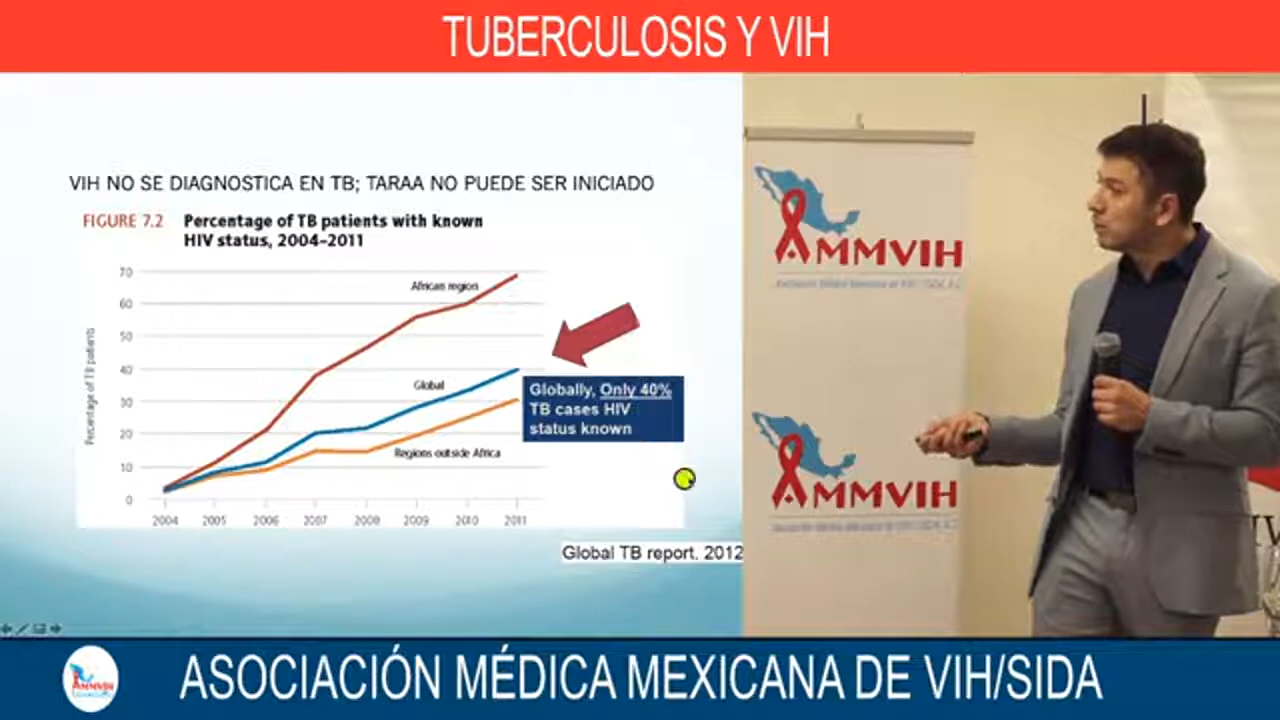 TUBERCULOSIS Y VIH
VIH NO SE DIAGNOSTICA EN TB; TARAA NO PUEDE SER INICIADO
FIGURE 7.2 Percentage of TB patients with known
HIV status, 2004–2011
Percentage of TB patients
70
60
50
40
30
20
10
0
African region
Global
Regions outside Africa
2004 2005 2006 2007 2008 2009 2010 2011
Globally, Only 40%
TB cases HIV
status known
Global TB report. 2012
AMMVIH
AMMVIH
AMMVIH
ASOCIACIÓN MÉDICA MEXICANA DE VIH/SIDA